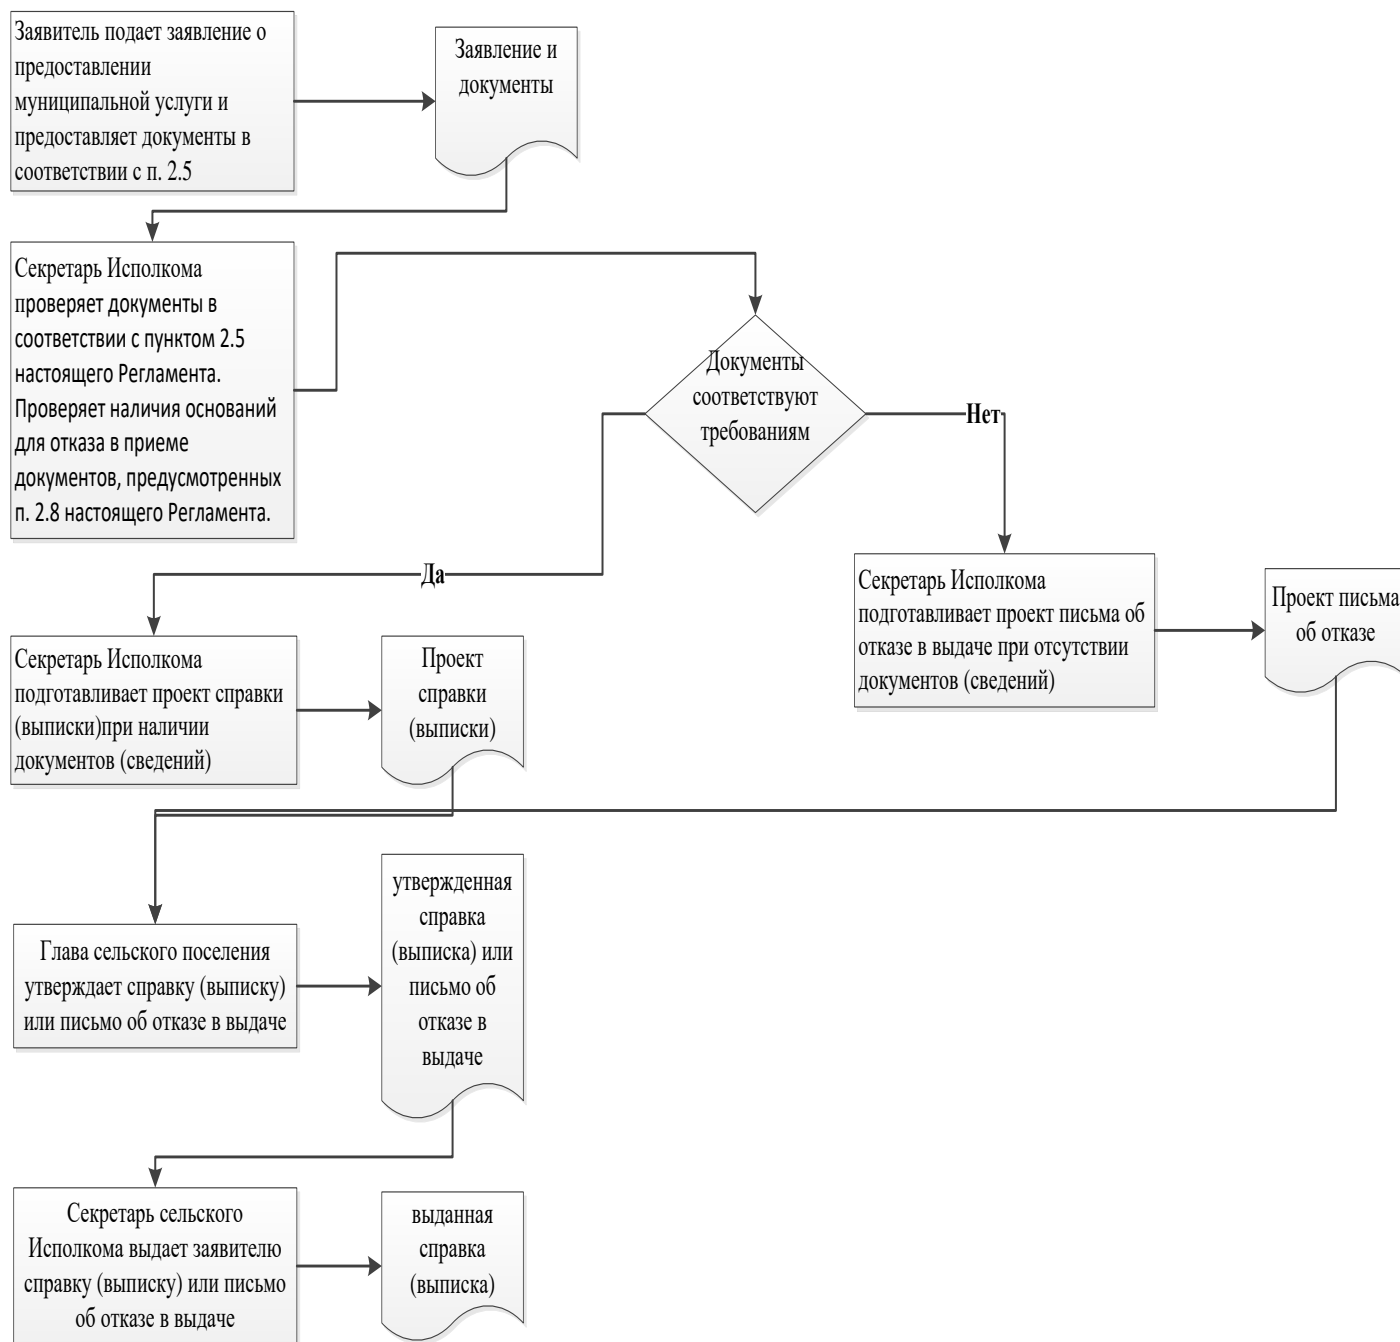 Заявитель подает заявление о
предоставлении
муниципальной услуги и
предоставляет документы в
соответствии с п. 2.5
Заявление и
документы
Секретарь Исполкома
проверяет документы в
соответствии с пунктом 2.5
настоящего Регламента.
Проверяет наличия оснований
для отказа в приеме
документов, предусмотренных
п. 2.8 настоящего Регламента.
Документы
соответствуют
требованиям
Нет
Да
Секретарь Исполкома
подготавливает проект письма об
отказе в выдаче при отсутствии
документов (сведений)
Проект письма
об отказе
Секретарь Исполкома
подготавливает проект справки
(выписки)при наличии
документов (сведений)
Проект
справки
(выписки)
Глава сельского поселения
утверждает справку (выписку)
или письмо об отказе в выдаче
утвержденная
справка
(выписка) или
письмо об
отказе в
выдаче
Секретарь сельского
Исполкома выдает заявителю
справку (выписку) или письмо
об отказе в выдаче
выданная
справка
(выписка)